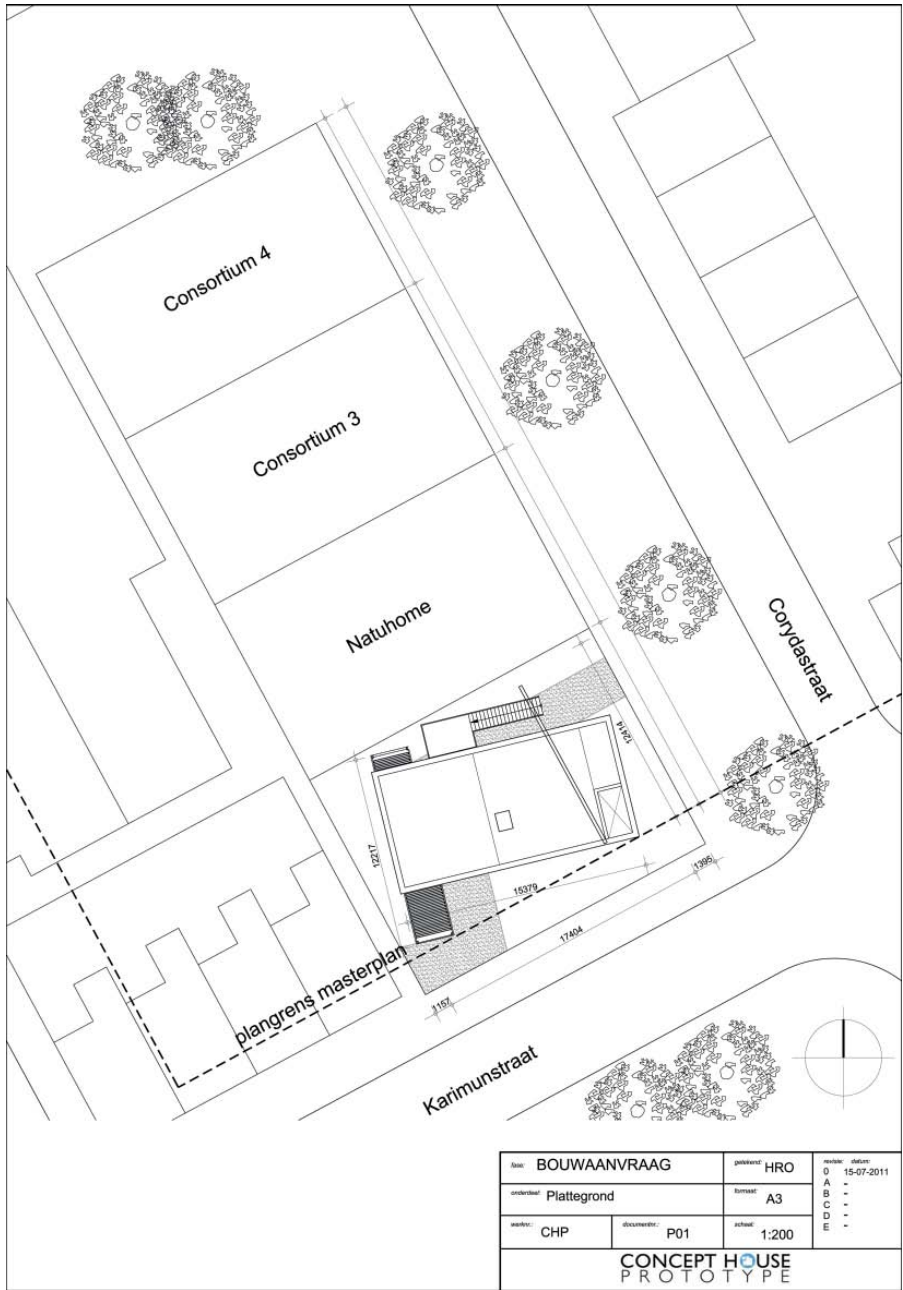 Consortium 4
Consortium 3
Natuhome
Corydastraat
12414
12217
15379
1395
17404
1157
plangrens masterplan
Karimunstraat
fase: BOUWAANVRAAG
getekend: HRO
revisie: datum:
0 15-07-2011
A -
B -
C -
D -
E -
onderdeel: Plattegrond
formaat: A3
werknr.: CHP
documentnr.: P01
schaal: 1:200
CONCEPT HOUSE
PROTOTYPE